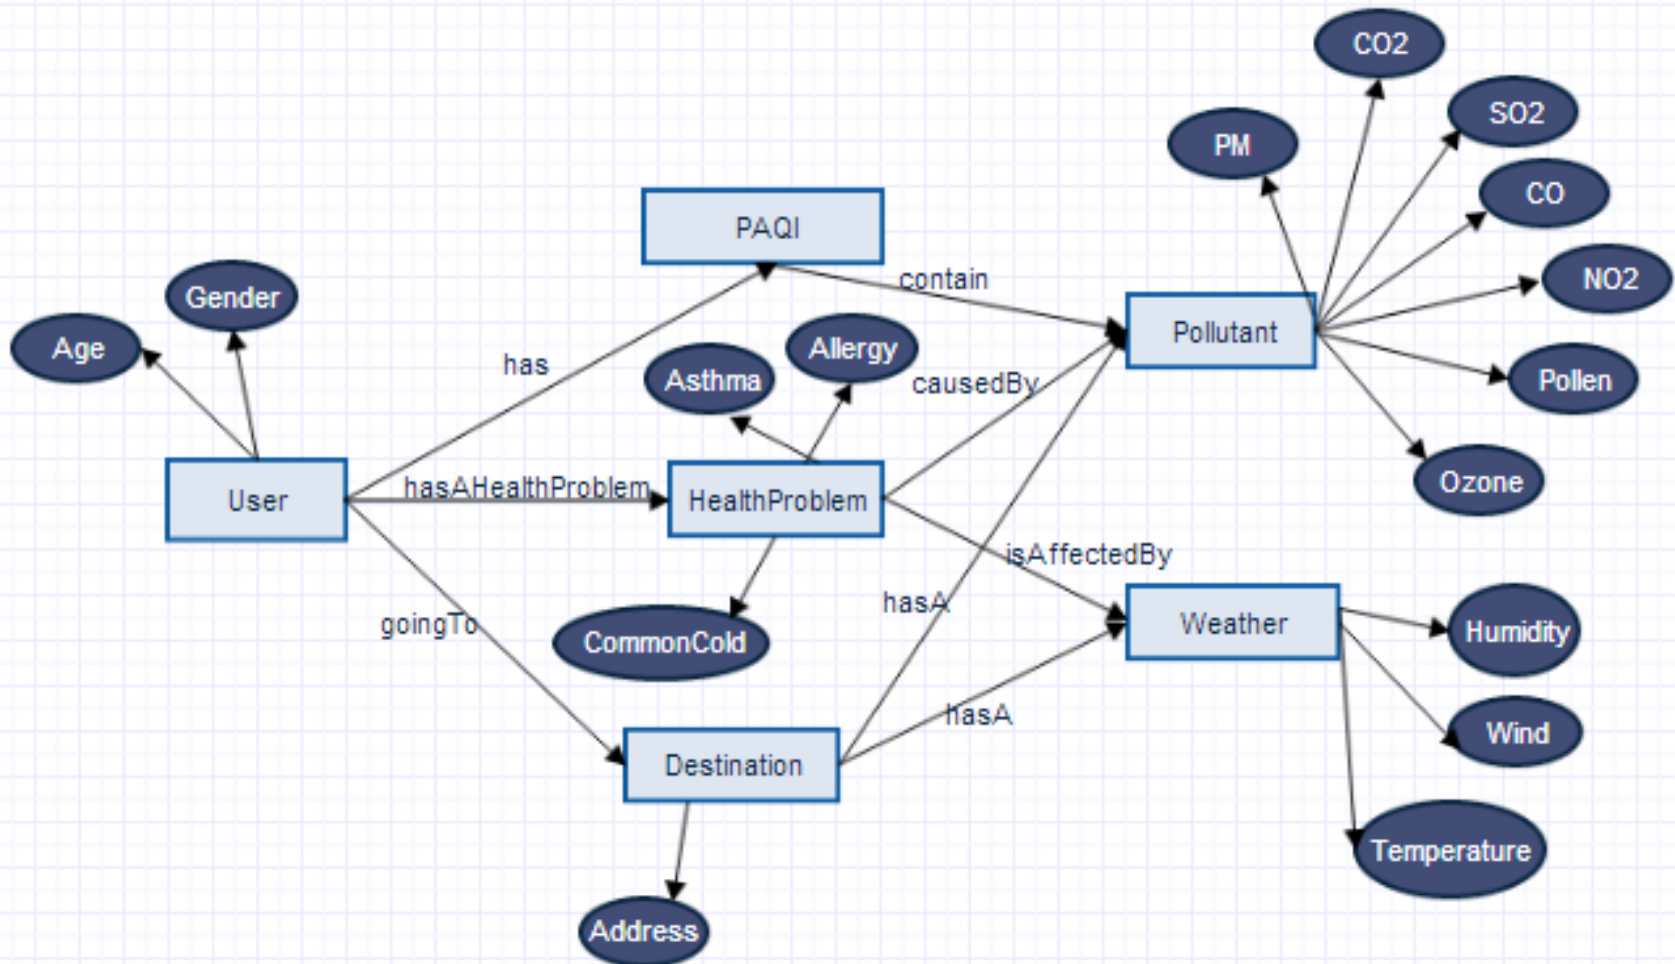 CO2
SO2
PM
CO
PAQI
NO2
contain
Gender
Pollutant
Age
Allergy
has
Asthma
causedBy
Pollen
hasAHealthProblem
User
HealthProblem
Ozone
isAffectedBy
hasA
goingTo
Weather
Humidity
CommonCold
hasA
Wind
Destination
Temperature
Address